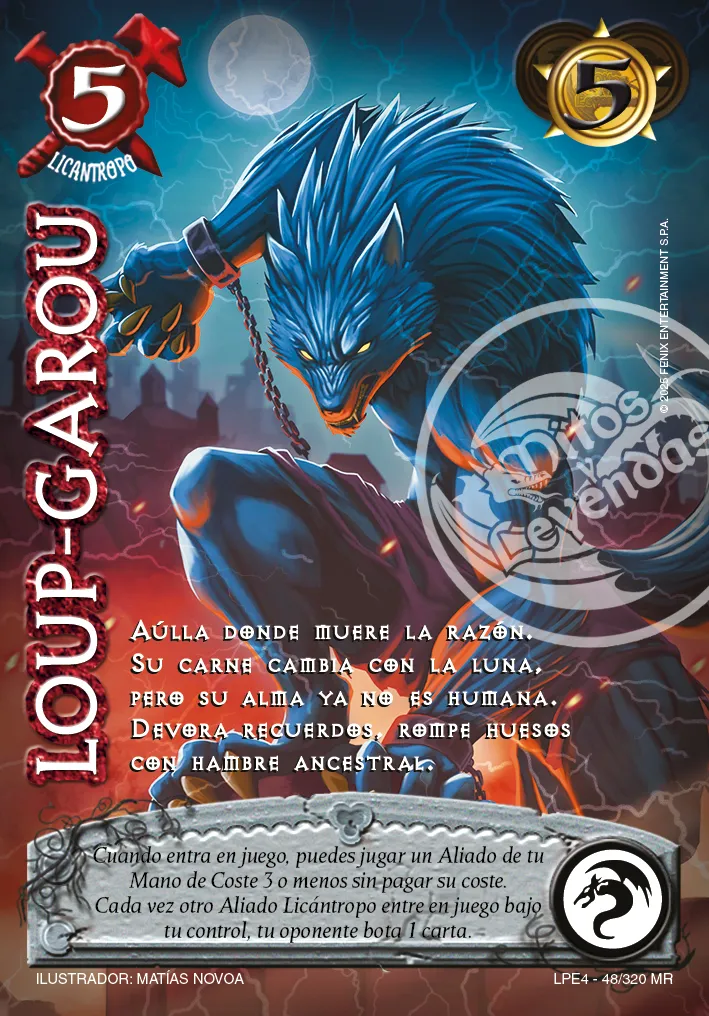 5
LICANTROPO
5
LOUP-GAROU
© 2025 FENIX ENTERTAINMENT S.P.A.
Mitos
y
Leyendas
Aúlla donde muere la razón.
Su carne cambia con la luna,
pero su alma ya no es humana.
Devora recuerdos, rompe huesos
con hambre ancestral.
Cuando entra en juego, puedes jugar un Aliado de tu
Mano de Coste 3 o menos sin pagar su coste.
Cada vez otro Aliado Licántropo entre en juego bajo
tu control, tu oponente bota 1 carta.
ILUSTRADOR: MATÍAS NOVOA
LPE4 - 48/320 MR